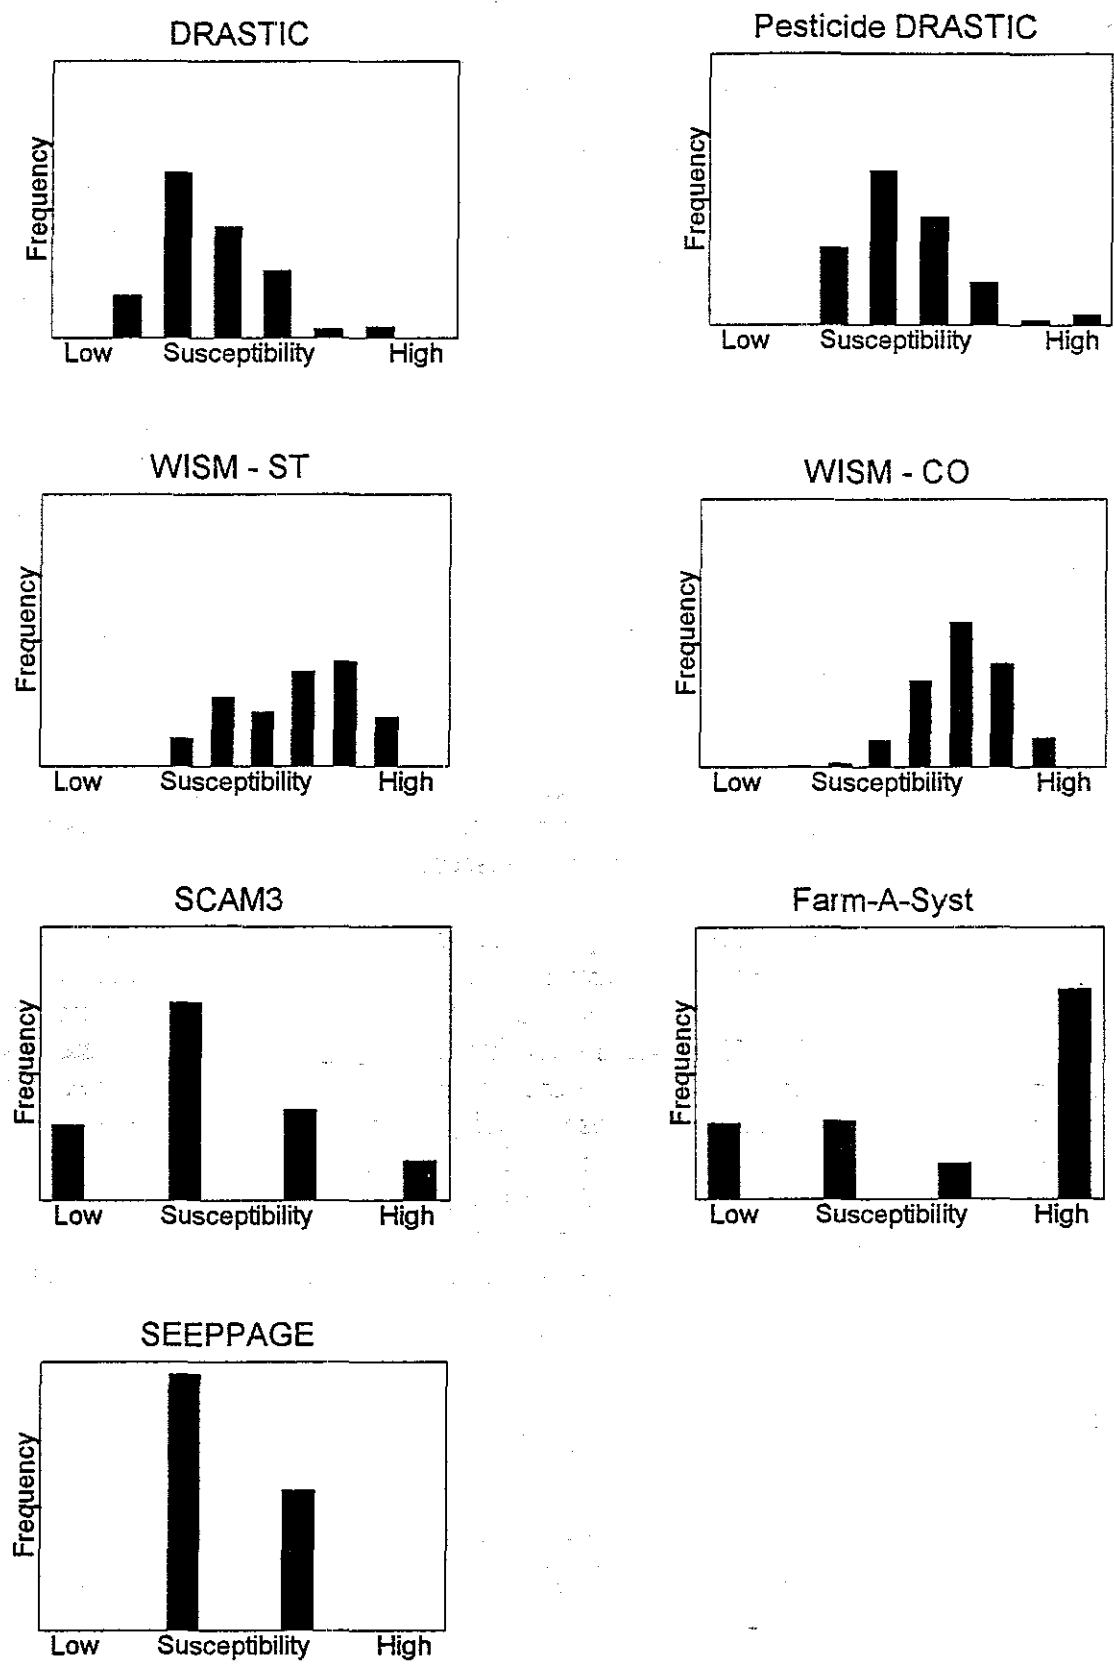 DRASTIC
Frequency
Low Susceptibility High
Pesticide DRASTIC
Frequency
Low Susceptibility High
WISM - ST
Frequency
Low Susceptibility High
WISM - CO
Frequency
Low Susceptibility High
SCAM3
Frequency
Low Susceptibility High
Farm-A-Syst
Frequency
Low Susceptibility High
SEEPPAGE
Frequency
Low Susceptibility High